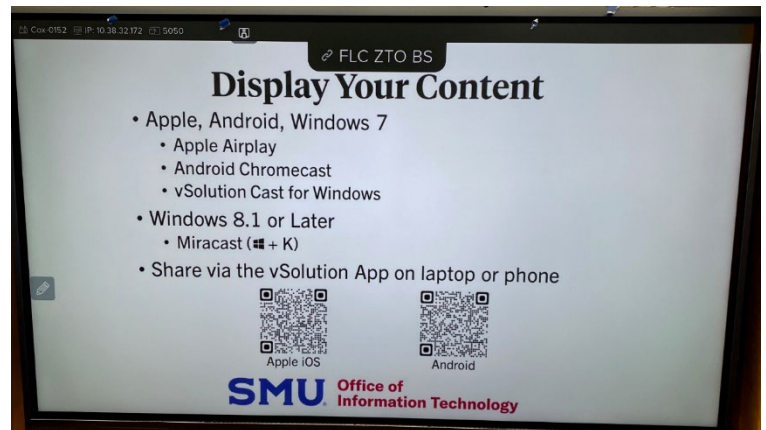 Cox-0152 IP: 10.38.32.172 5050
FLC ZTO BS
Display Your Content
• Apple, Android, Windows 7
• Apple Airplay
• Android Chromecast
• vSolution Cast for Windows
• Windows 8.1 or Later
• Miracast (⊞ + K)
• Share via the vSolution App on laptop or phone
Apple iOS Android
SMU. Office of
Information Technology